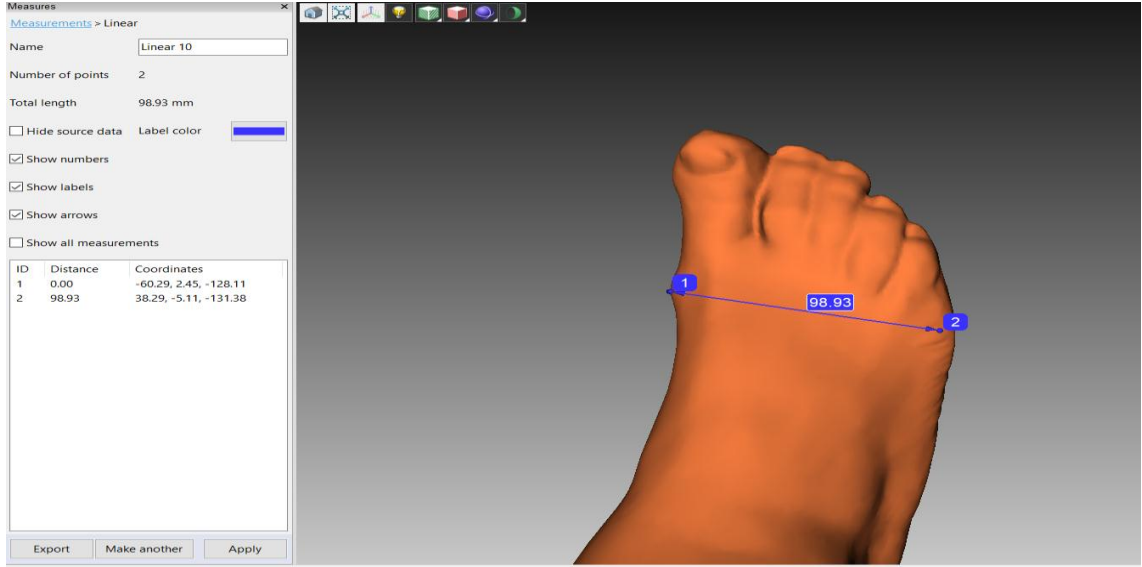 Measures
Measurements > Linear
Name Linear 10
Number of points 2
Total length 98.93 mm
Hide source data Label color
Show numbers
Show labels
Show arrows
Show all measurements
ID Distance Coordinates
1 0.00 -60.29, 2.45, -128.11
2 98.93 38.29, -5.11, -131.38
Export Make another Apply
1
98.93
2